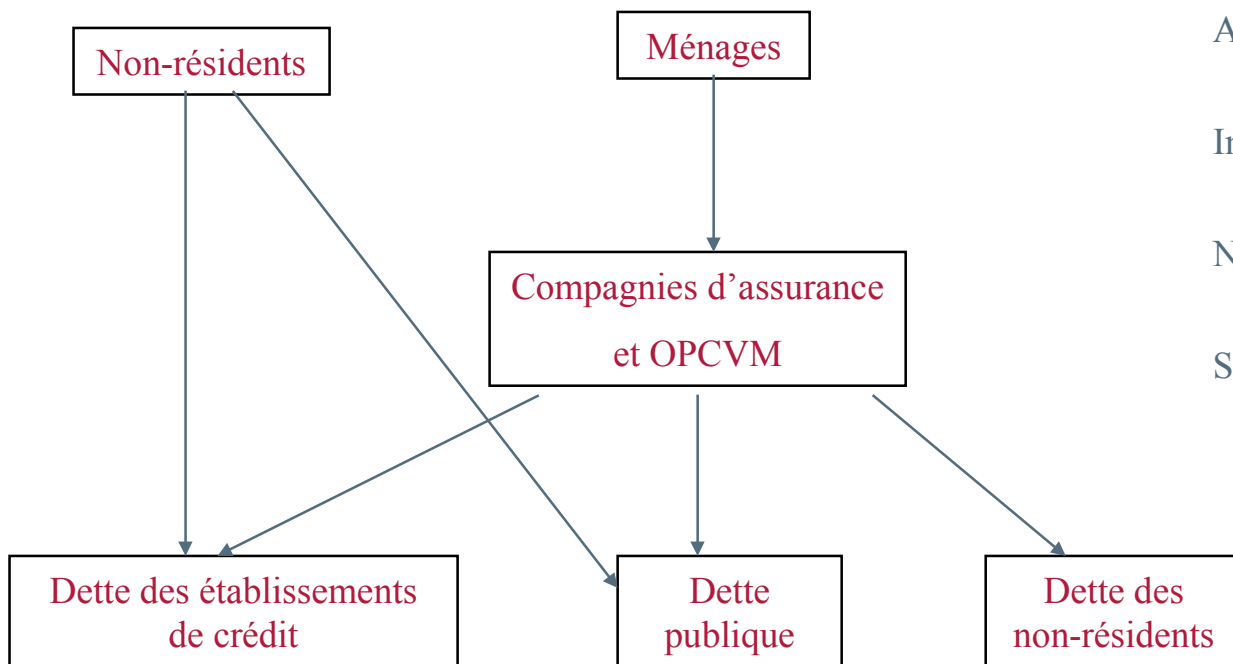 Non-résidents
Ménages
Compagnies d’assurance
et OPCVM
Dette des établissements
de crédit
Dette
publique
Dette des
non-résidents